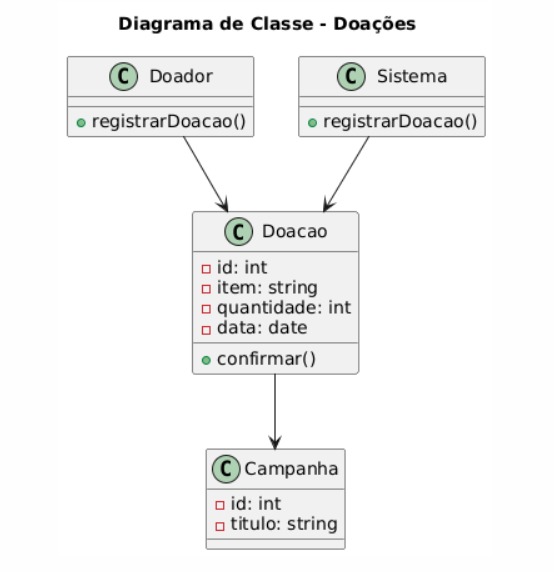 Diagrama de Classe - Doações
C Doador
registrarDoacao()
C Sistema
registrarDoacao()
C Doacao
id: int
item: string
quantidade: int
data: date
confirmar()
C Campanha
id: int
titulo: string